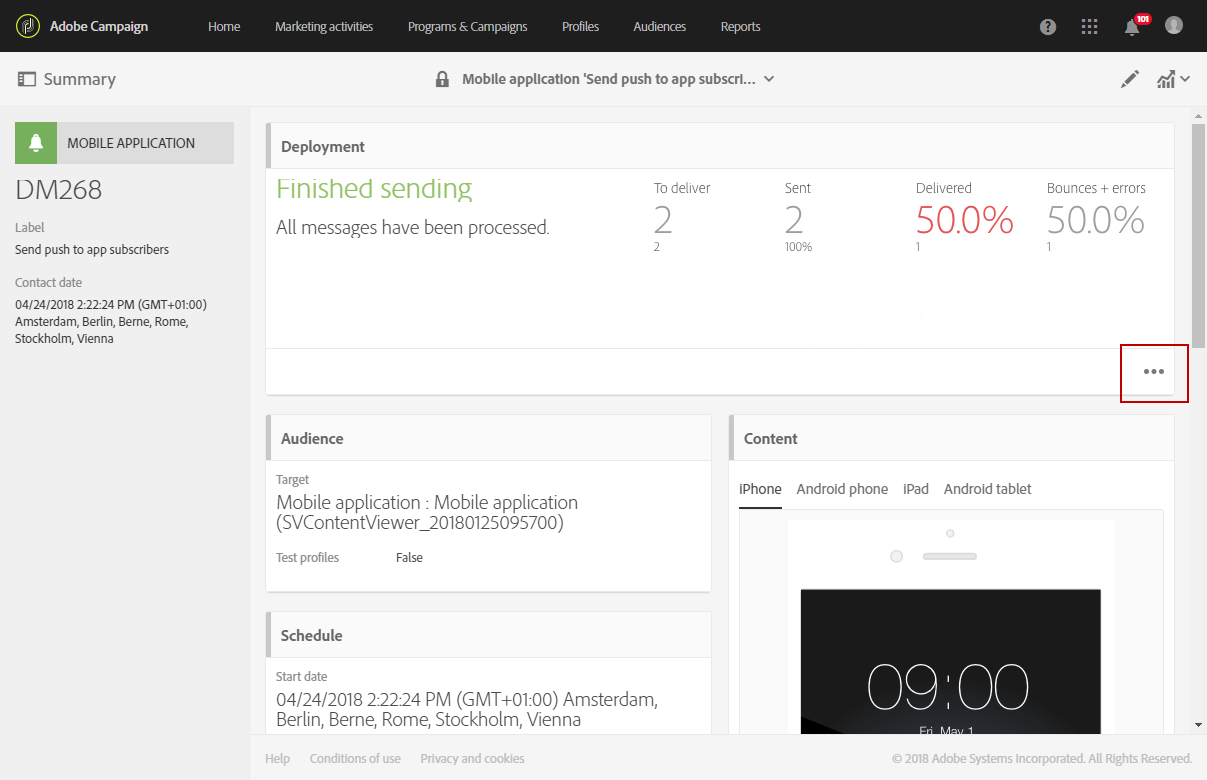 Adobe Campaign Home Marketing activities Programs & Campaigns Profiles Audiences Reports ? 101
Summary
Mobile application 'Send push to app subscri...
MOBILE APPLICATION
DM268
Label
Send push to app subscribers
Contact date
04/24/2018 2:22:24 PM (GMT+01:00)
Amsterdam, Berlin, Berne, Rome,
Stockholm, Vienna
Deployment
Finished sending
All messages have been processed.
To deliver
2
2
Sent
2
100%
Delivered
50.0%
1
Bounces + errors
50.0%
1
Audience
Target
Mobile application : Mobile application
(SVContentViewer_20180125095700)
Test profiles False
Schedule
Start date
04/24/2018 2:22:24 PM (GMT+01:00) Amsterdam,
Berlin, Berne, Rome, Stockholm, Vienna
Content
iPhone Android phone iPad Android tablet
09:00
Fri, May 1
Help Conditions of use Privacy and cookies © 2018 Adobe Systems Incorporated. All Rights Reserved.